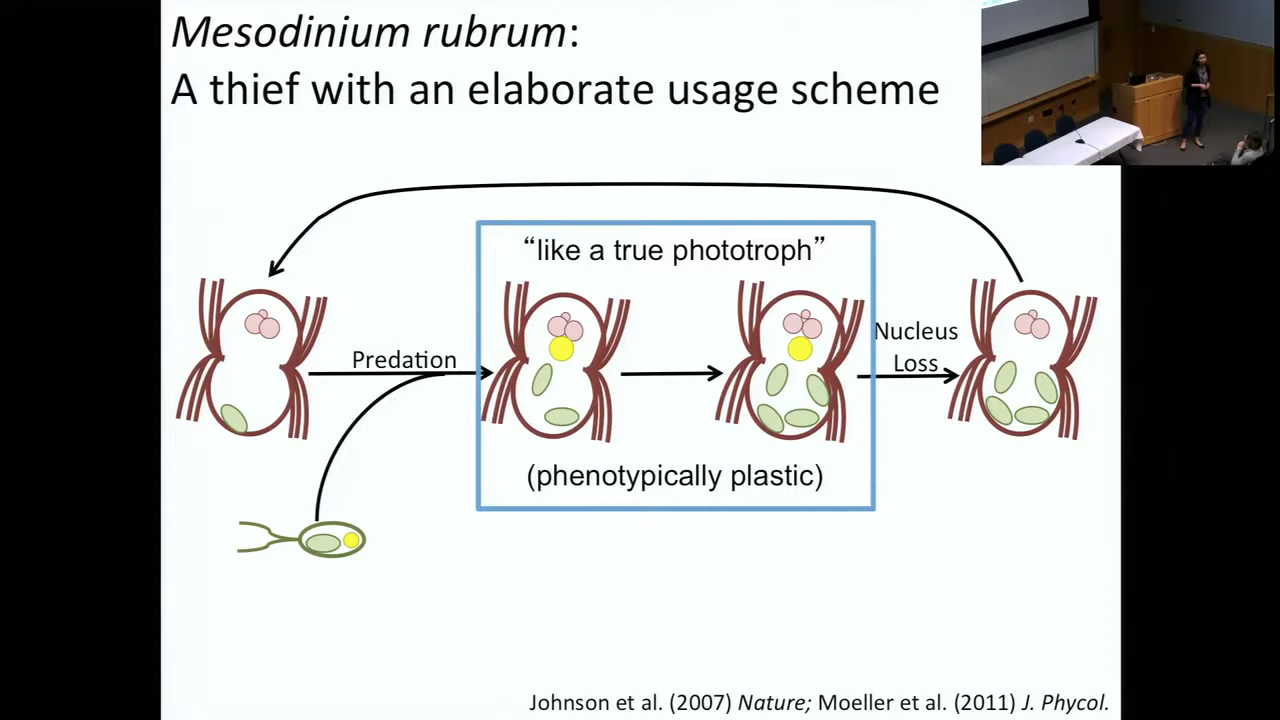 Mesodinium rubrum:
A thief with an elaborate usage scheme
“like a true phototroph”
Predation
Nucleus
Loss
(phenotypically plastic)
Johnson et al. (2007) Nature; Moeller et al. (2011) J. Phycol.